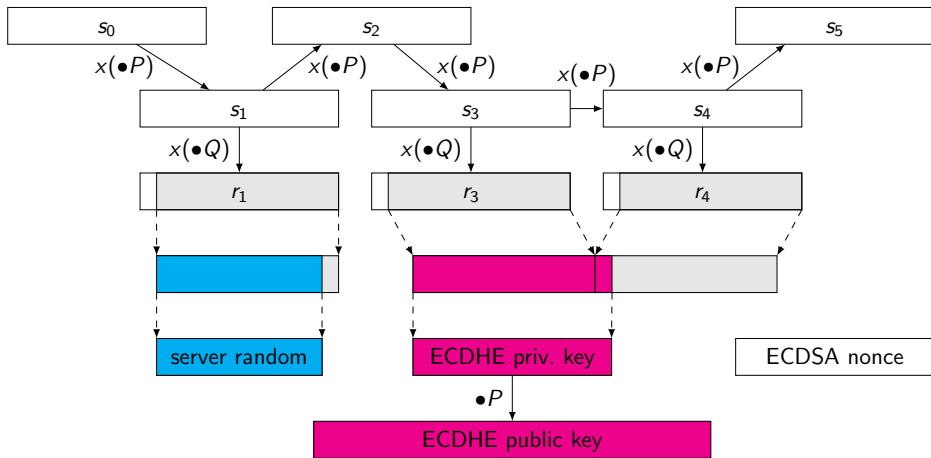 s₀ s₂ s₅
x(•P) x(•P) x(•P) x(•P) x(•P)
s₁ s₃ s₄
x(•Q) x(•Q) x(•Q)
r₁ r₃ r₄
server random ECDHE priv. key ECDSA nonce
•P
ECDHE public key